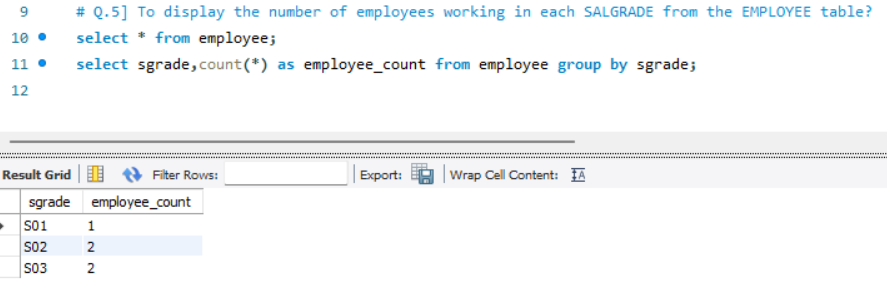 9 # Q.5] To display the number of employees working in each SALGRADE from the EMPLOYEE table?
10 select * from employee;
11 select sgrade,count(*) as employee_count from employee group by sgrade;
12
Result Grid Filter Rows: Export: Wrap Cell Content: IA
sgrade employee_count
S01 1
S02 2
S03 2